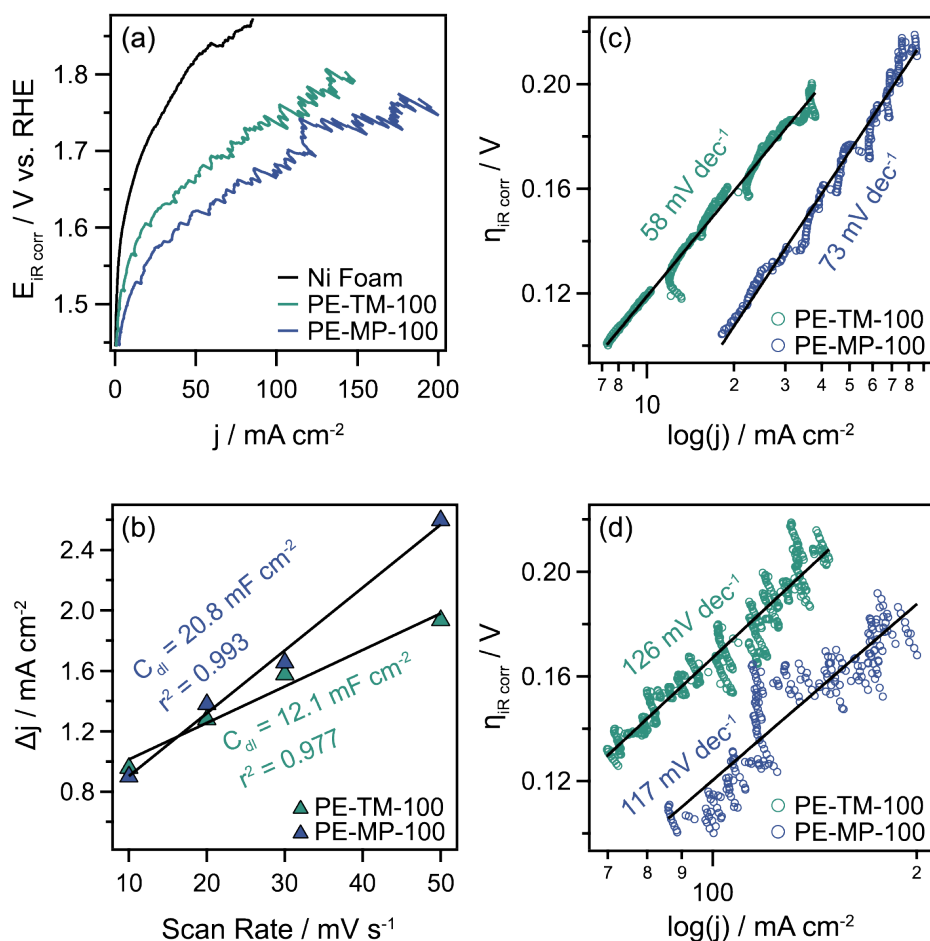 (a)
1.8
1.7
1.6
1.5
E iR corr / V vs. RHE
Ni Foam
PE-TM-100
PE-MP-100
0 50 100 150 200
j / mA cm⁻²
(c)
0.20
0.16
0.12
η iR corr / V
58 mV dec⁻¹
73 mV dec⁻¹
PE-TM-100
PE-MP-100
7 8 10 2 3 4 5 6 7 8
log(j) / mA cm⁻²
(b)
2.4
2.0
1.6
1.2
0.8
Δj / mA cm⁻²
C dl = 20.8 mF cm⁻²
r² = 0.993
C dl = 12.1 mF cm⁻²
r² = 0.977
PE-TM-100
PE-MP-100
10 20 30 40 50
Scan Rate / mV s⁻¹
(d)
0.20
0.16
0.12
η iR corr / V
126 mV dec⁻¹
117 mV dec⁻¹
PE-TM-100
PE-MP-100
7 8 9 100 2
log(j) / mA cm⁻²